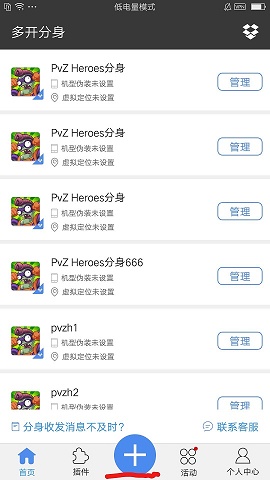 低电量模式
多开分身
PvZ Heroes分身
机型伪装未设置
虚拟定位未设置
管理
PvZ Heroes分身
机型伪装未设置
虚拟定位未设置
管理
PvZ Heroes分身
机型伪装未设置
虚拟定位未设置
管理
PvZ Heroes分身666
机型伪装未设置
虚拟定位未设置
管理
pvzh1
机型伪装未设置
虚拟定位未设置
管理
pvzh2
机型伪装未设置
管理
分身收发消息不及时?
联系客服
首页
插件
活动
个人中心